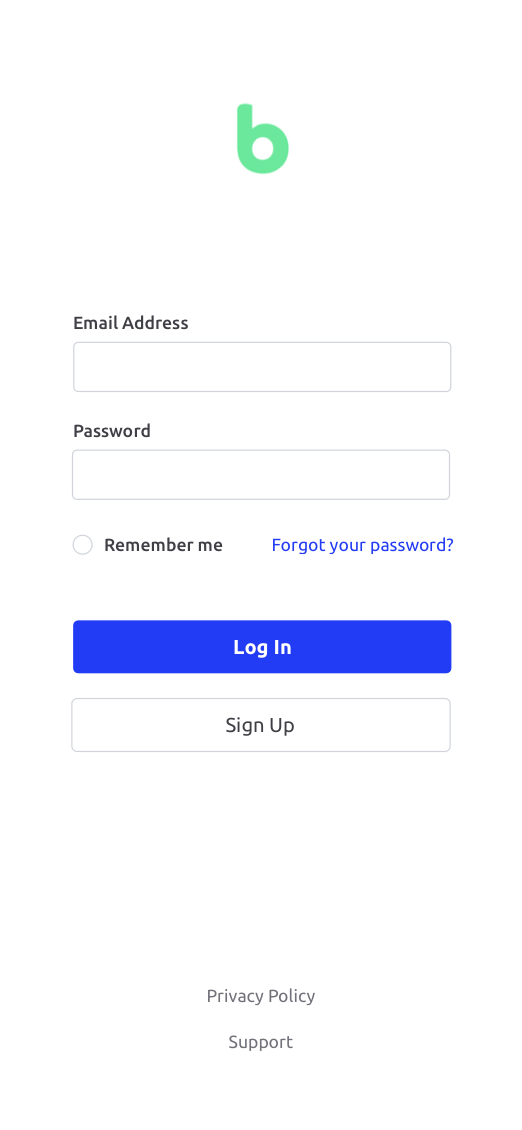 b
Email Address
Password
Remember me Forgot your password?
Log In
Sign Up
Privacy Policy
Support